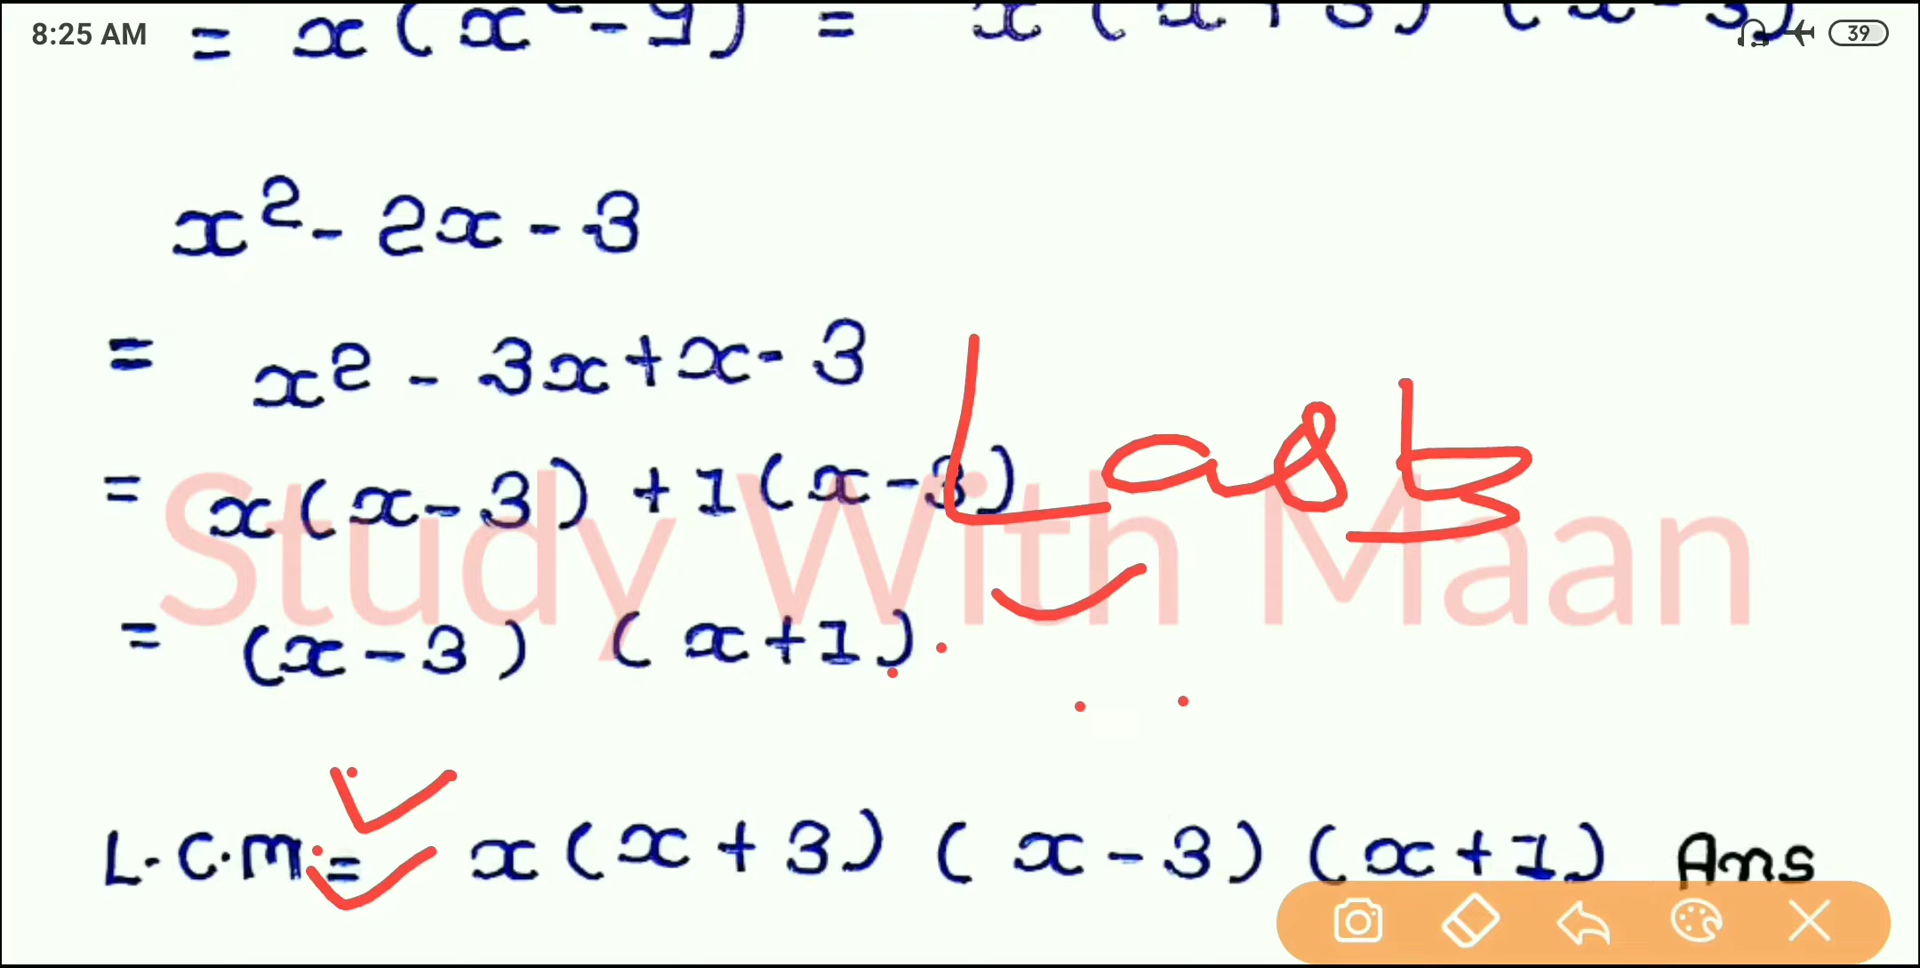 8:25 AM 39
= x(x²-9) = x(x+3)(x-3)
x²- 2x - 3
= x² - 3x+x- 3
= x(x-3) +1(x-3)
Last
Study With Maan
= (x-3) (x+1)
L.C.M. = x(x+3) (x-3) (x+1) Ans